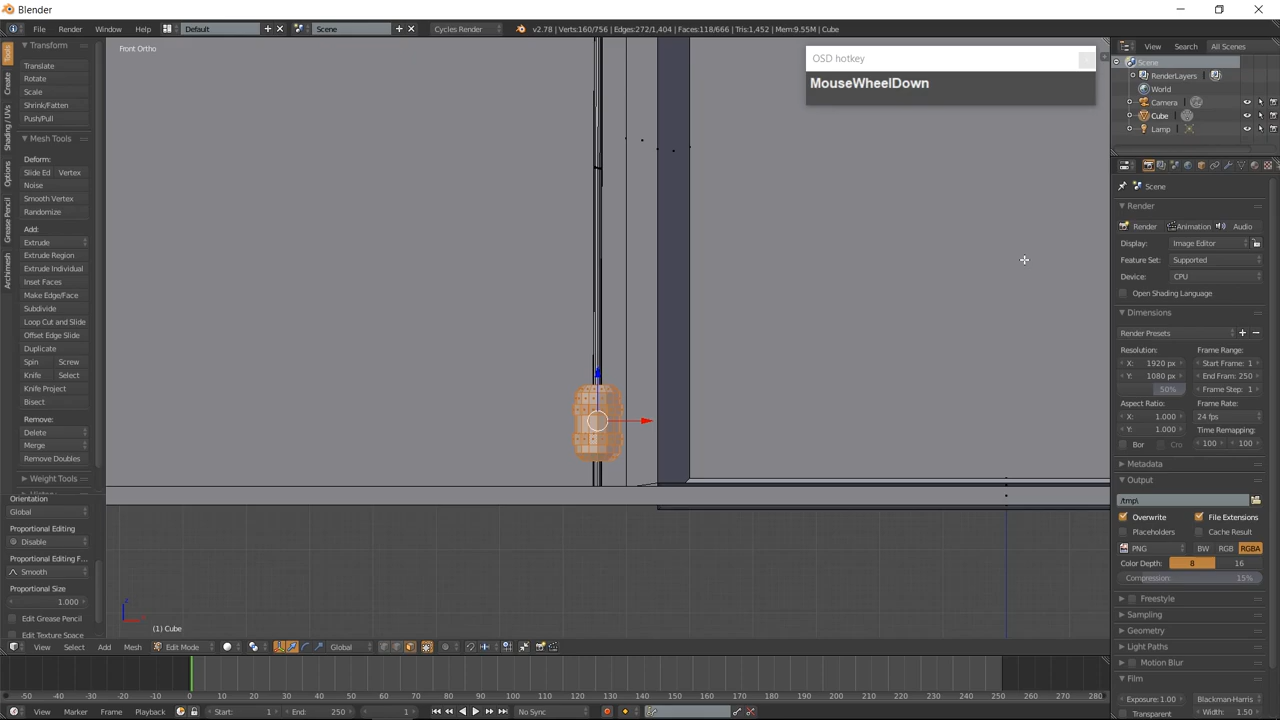 Blender
File
Render
Window
Help
Default
Scene
Cycles Render
v2.78 | Verts:160/756 | Edges:272/1,404 | Faces:118/666 | Tris:1,452 | Mem:9.55M | Cube
Transform
Translate
Rotate
Scale
Shrink/Fatten
Push/Pull
Mesh Tools
Deform:
Slide Ed
Vertex
Noise
Smooth Vertex
Randomize
Add:
Extrude
Extrude Region
Extrude Individual
Inset Faces
Make Edge/Face
Subdivide
Loop Cut and Slide
Offset Edge Slide
Duplicate
Spin
Screw
Knife
Select
Knife Project
Bisect
Remove:
Delete
Merge
Remove Doubles
Weight Tools
Orientation
Global
Proportional Editing
Disable
Proportional Editing F...
Smooth
Proportional Size
1.000
Edit Grease Pencil
Edit Texture Space
Tools
Create
Shading / UVs
Options
Grease Pencil
Archimesh
Front Ortho
OSD hotkey
MouseWheelDown
(1) Cube
View
Select
Add
Mesh
Edit Mode
Global
-50
-40
-30
-20
-10
0
10
20
30
40
50
60
70
80
90
100
110
120
130
140
150
160
170
180
190
200
210
220
230
240
250
260
270
280
View
Marker
Frame
Playback
Start:
1
End:
250
1
No Sync
View
Search
All Scenes
Scene
RenderLayers
World
Camera
Cube
Lamp
Scene
Render
Render
Animation
Audio
Display:
Image Editor
Feature Set:
Supported
Device:
CPU
Open Shading Language
Dimensions
Render Presets
Resolution:
Frame Range:
X:
1920 px
Start Frame: 1
Y:
1080 px
End Fram: 250
50%
Frame Step: 1
Aspect Ratio:
Frame Rate:
X:
1.000
24 fps
Y:
1.000
Time Remapping:
Bor
Cro
100
100
Metadata
Output
/tmp\
Overwrite
File Extensions
Placeholders
Cache Result
PNG
BW
RGB
RGBA
Color Depth:
8
16
Compression:
15%
Freestyle
Sampling
Geometry
Light Paths
Motion Blur
Film
Exposure: 1.00
Blackman-Harris
Transparent
Width:
1.50